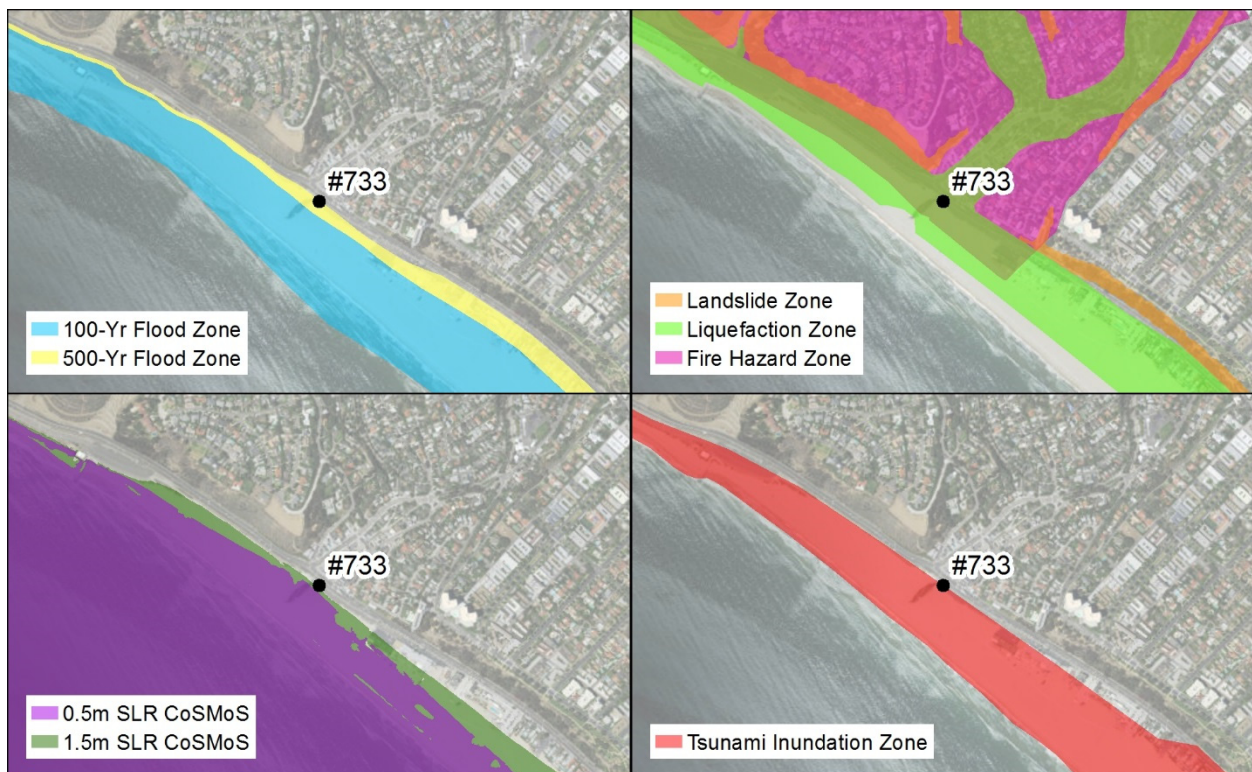 #733
100-Yr Flood Zone
500-Yr Flood Zone
#733
Landslide Zone
Liquefaction Zone
Fire Hazard Zone
#733
0.5m SLR CoSMoS
1.5m SLR CoSMoS
#733
Tsunami Inundation Zone